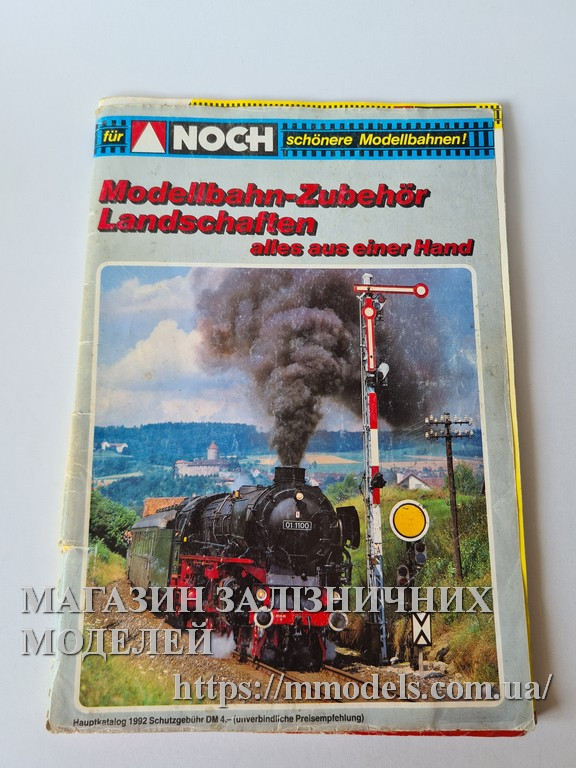 für NOCH schönere Modellbahnen!
Modellbahn-Zubehör
Landschaften
alles aus einer Hand
01 1100
МАГАЗИН ЗАЛІЗНИЧНИХ
МОДЕЛЕЙ
https://mmodels.com.ua/
Hauptkatalog 1992 Schutzgebühr DM 4.– (unverbindliche Preisempfehlung)